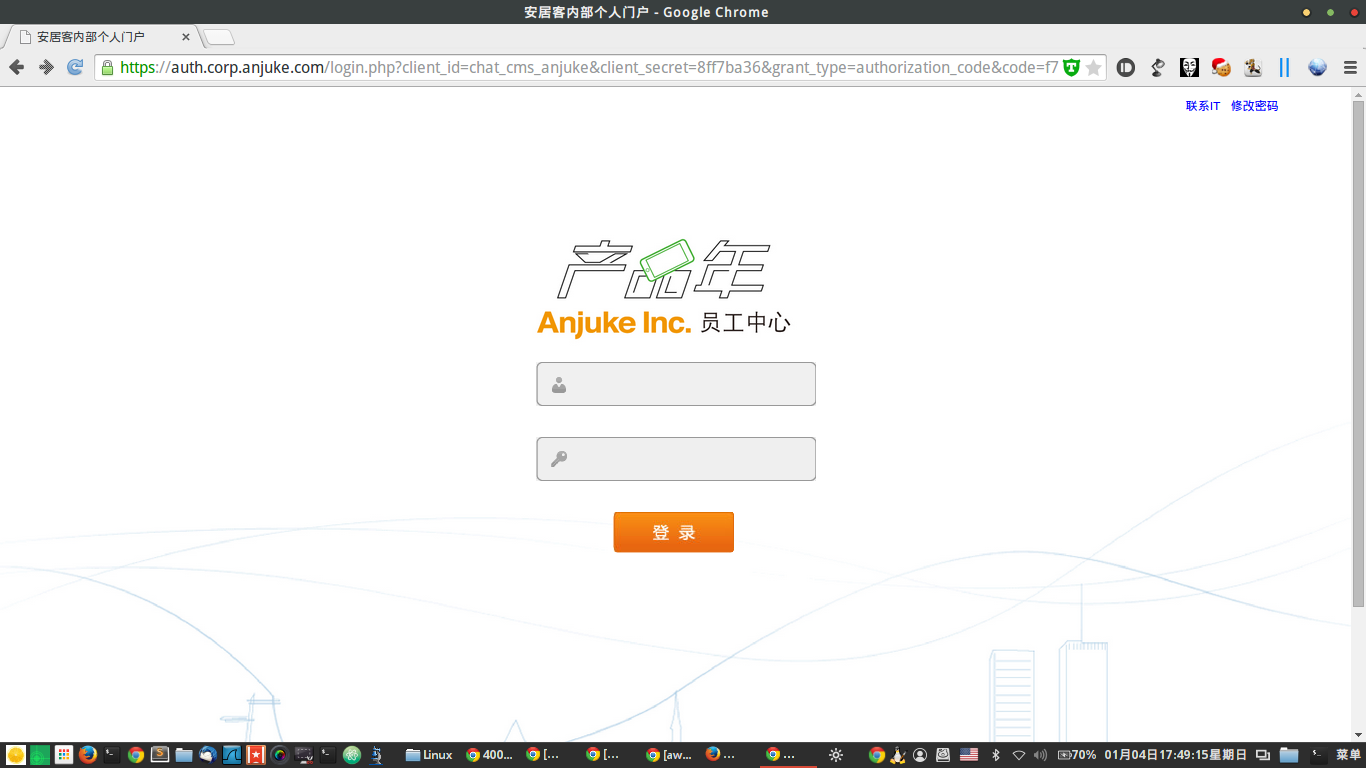 安居客内部个人门户 - Google Chrome
安居客内部个人门户
https://auth.corp.anjuke.com/login.php?client_id=chat_cms_anjuke&client_secret=8ff7ba36&grant_type=authorization_code&code=f7
联系IT 修改密码
产品年
Anjuke Inc. 员工中心
登 录
Linux 400... [... [... [aw... ... ... 70% 01月04日17:49:15星期日 菜单